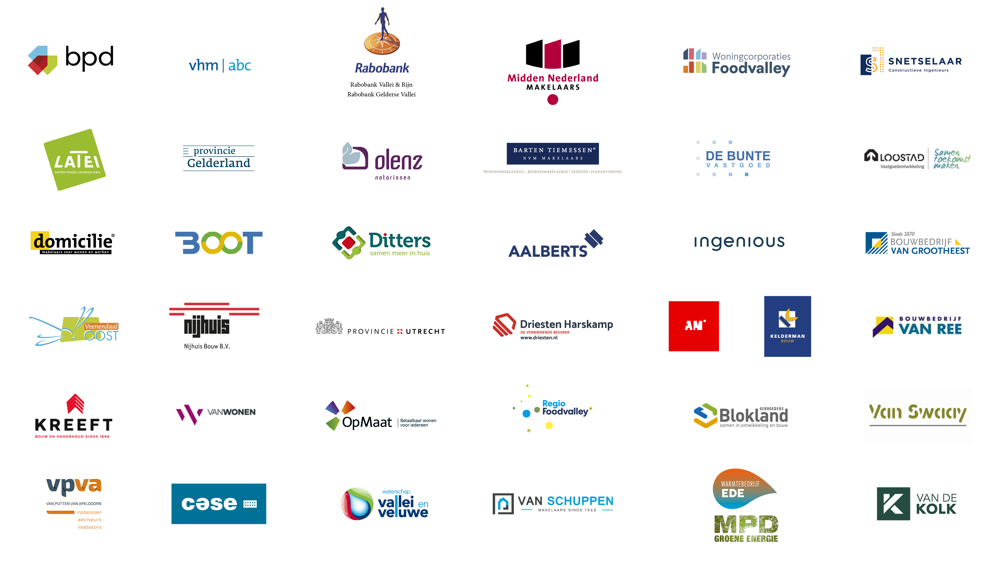 bpd
vhm | abc
Rabobank
Rabobank Vallei & Rijn
Rabobank Gelderse Vallei
Midden Nederland
MAKELAARS
Woningcorporaties
Foodvalley
S
SNETSELAAR
Constructieve Ingenieurs
LATEI
SAMEN MOGELIJKHEDEN ZIEN
provincie
Gelderland
olenz
notarissen
BARTEN TIEMESSEN®
NVM MAKELAARS
WONINGMAKELAARDIJ | BEDRIJFSMAKELAARDIJ | TAXATIES | PLANADVISERING
DE BUNTE
VASTGOED
LOOSTAD
Vastgoedontwikkeling
Samen
toekomst
maken
domicilie®
makelaars voor wonen en werken
BOOT
Ditters
samen meer in huis
AALBERTS
ingenious
Sinds 1870
BOUWBEDRIJF
VAN GROOTHEEST
Veenendaal
OOST
nijhuis
Nijhuis Bouw B.V.
PROVINCIE UTRECHT
Driesten Harskamp
DE VERBINDENDE BOUWER
www.driesten.nl
AM
KELDERMAN
BOUW
BOUWBEDRIJF
VAN REE
KREEFT
BOUW EN ONDERHOUD SINDS 1896
VANWONEN
OpMaat
Betaalbaar wonen
voor iedereen
Regio
Foodvalley
GEBROEDERS
Blokland
samen in ontwikkeling en bouw
Van Swaay
vpva
VAN PUTTEN VAN APELDOORN
notarissen
adviseurs
mediators
cəse
waterschap
vallei en
veluwe
VAN SCHUPPEN
MAKELAARS SINDS 1968
WARMTEBEDRIJF
EDE
MPD
GROENE ENERGIE
K
VAN DE
KOLK